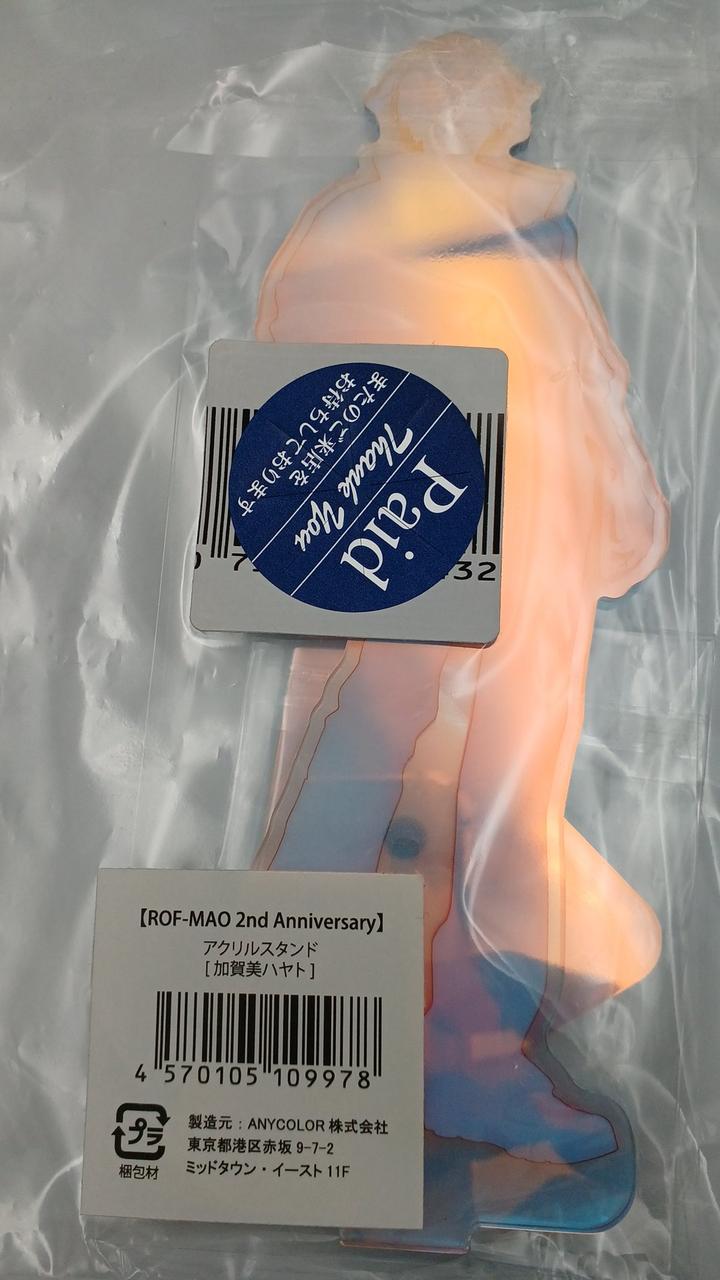 Paid
Thank You
またのご来店を
お待ちしております
32
【ROF-MAO 2nd Anniversary】
アクリルスタンド
[ 加賀美ハヤト ]
4 570105 109978
プラ
梱包材
製造元：ANYCOLOR 株式会社
東京都港区赤坂 9-7-2
ミッドタウン・イースト 11F